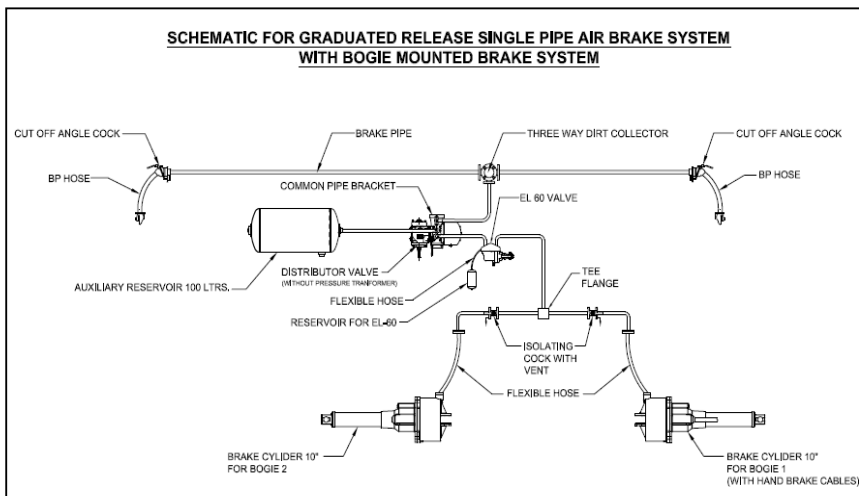 SCHEMATIC FOR GRADUATED RELEASE SINGLE PIPE AIR BRAKE SYSTEM
WITH BOGIE MOUNTED BRAKE SYSTEM
CUT OFF ANGLE COCK
BRAKE PIPE
THREE WAY DIRT COLLECTOR
CUT OFF ANGLE COCK
BP HOSE
BP HOSE
COMMON PIPE BRACKET
EL 60 VALVE
AUXILIARY RESERVOIR 100 LTRS.
DISTRIBUTOR VALVE
(WITHOUT PRESSURE TRANFORMER)
FLEXIBLE HOSE
RESERVOIR FOR EL-60
TEE
FLANGE
ISOLATING
COCK WITH
VENT
FLEXIBLE HOSE
BRAKE CYLIDER 10"
FOR BOGIE 2
BRAKE CYLIDER 10"
FOR BOGIE 1
(WITH HAND BRAKE CABLES)